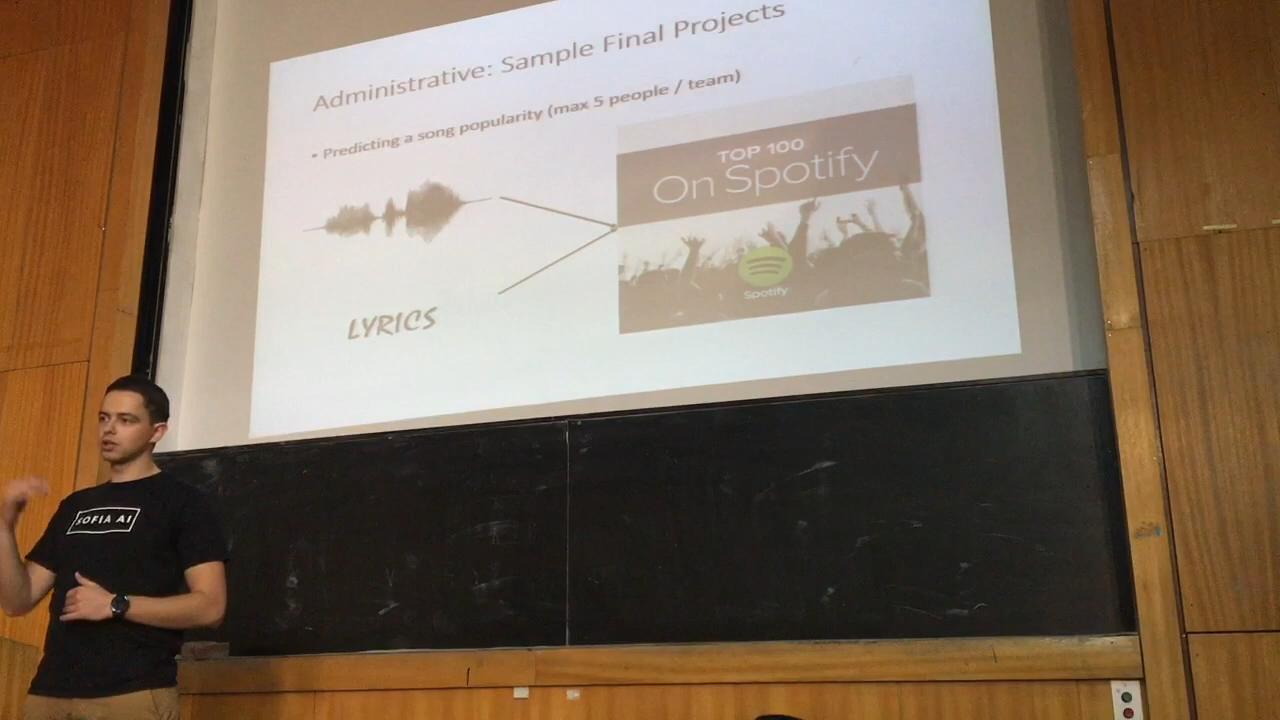 Administrative: Sample Final Projects
• Predicting a song popularity (max 5 people / team)
TOP 100
On Spotify
Spotify
LYRICS
SOFIA AI